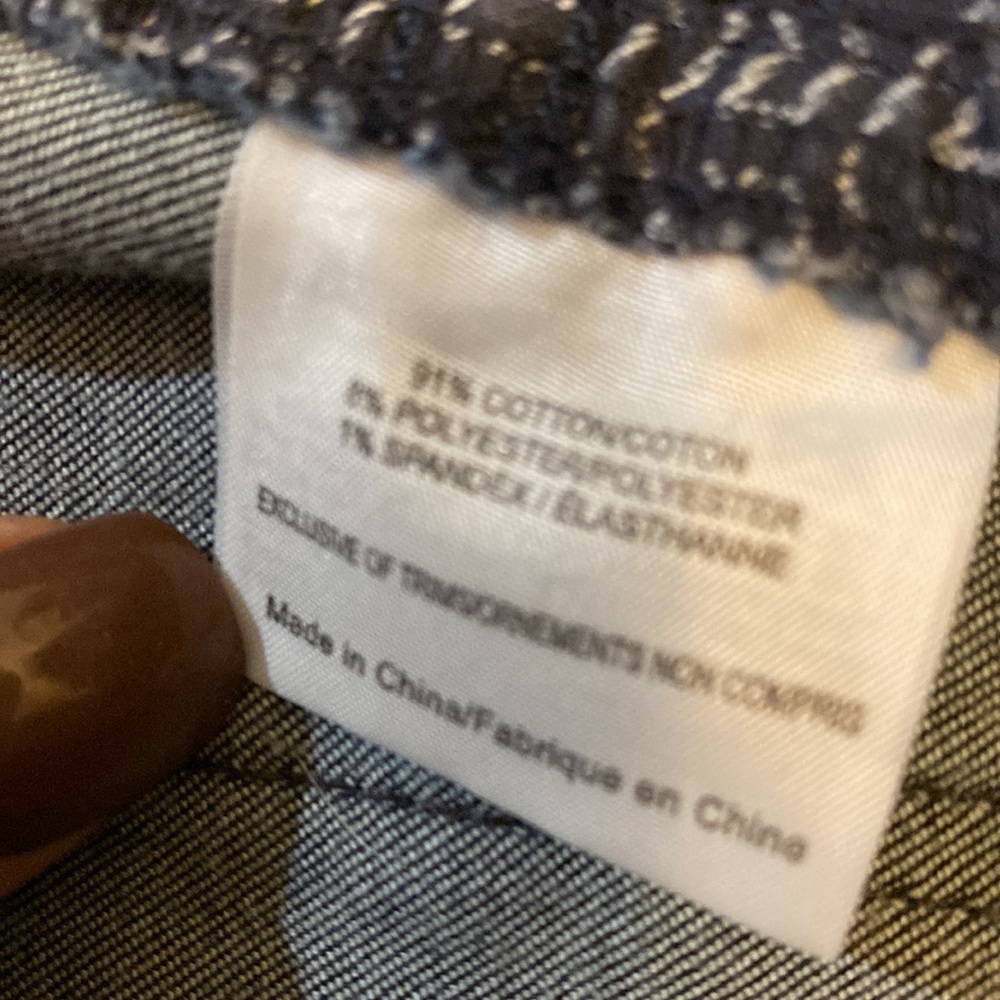 91% COTTON/COTON
8% POLYESTER/POLYESTER
1% SPANDEX / ÉLASTHANNE
EXCLUSIVE OF TRIMS/ORNEMENTS NON COMPRIS
Made in China/Fabrique en Chine